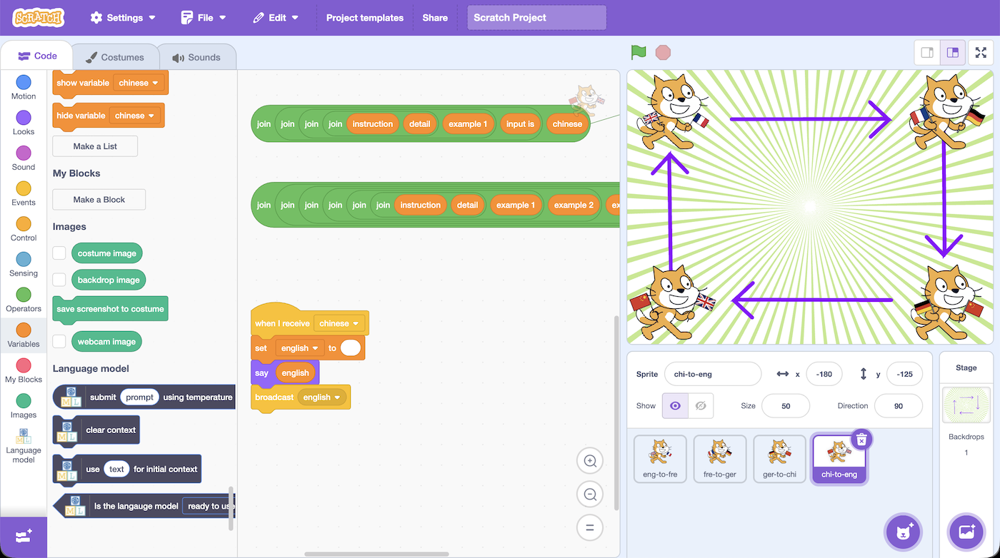 SCRATCH
Settings
File
Edit
Project templates
Share
Scratch Project
Code
Costumes
Sounds
Motion
Looks
Sound
Events
Control
Sensing
Operators
Variables
My Blocks
Images
Language
model
show variable chinese
hide variable chinese
Make a List
My Blocks
Make a Block
Images
costume image
backdrop image
save screenshot to costume
webcam image
Language model
ML submit prompt using temperature
ML clear context
ML use text for initial context
ML Is the langauge model ready to use
join join join join instruction detail example 1 input is chinese
join join join join join join instruction detail example 1 example 2 ex
when I receive chinese
set english to
say english
broadcast english
Sprite chi-to-eng x -180 y -125
Show Size 50 Direction 90
eng-to-fre
fre-to-ger
ger-to-chi
chi-to-eng
Stage
Backdrops
1